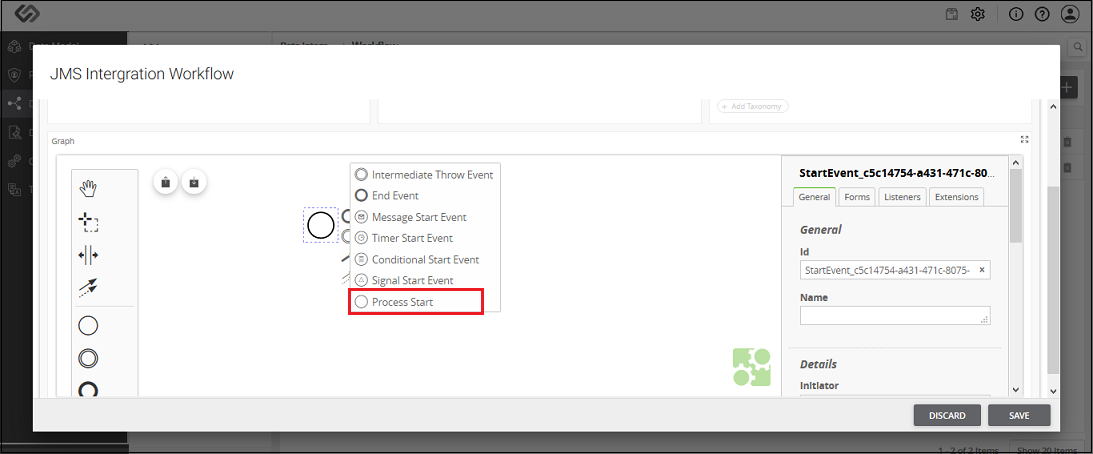 Workflow
JMS Intergration Workflow
+ Add Taxonomy
Graph
Intermediate Throw Event
End Event
Message Start Event
Timer Start Event
Conditional Start Event
Signal Start Event
Process Start
StartEvent_c5c14754-a431-471c-80...
General
Forms
Listeners
Extensions
General
Id
StartEvent_c5c14754-a431-471c-8075- ×
Name
Details
Initiator
DISCARD
SAVE
1 - 2 of 2 Items
Show 20 Items